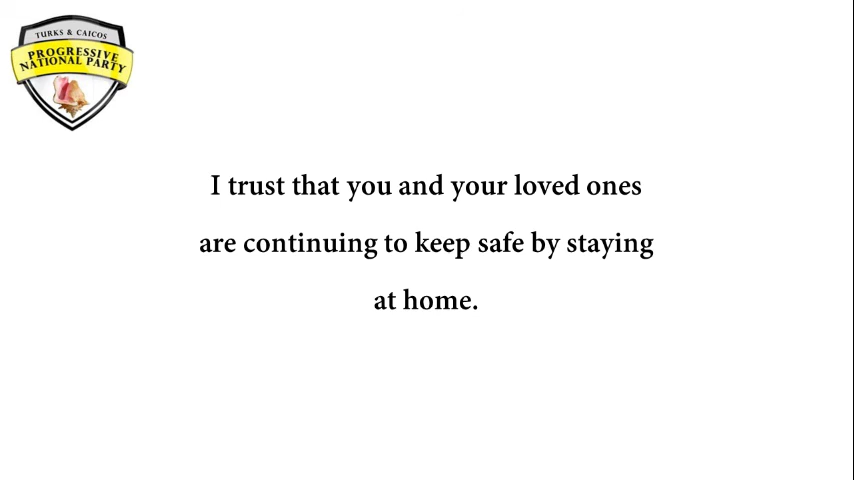 TURKS & CAICOS
PROGRESSIVE
NATIONAL PARTY
I trust that you and your loved ones
are continuing to keep safe by staying
at home.